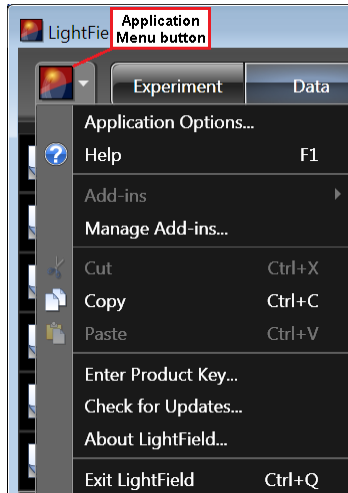 LightFie
Application
Menu button
Experiment Data
Application Options...
Help F1
Add-ins
Manage Add-ins...
Cut Ctrl+X
Copy Ctrl+C
Paste Ctrl+V
Enter Product Key...
Check for Updates...
About LightField...
Exit LightField Ctrl+Q